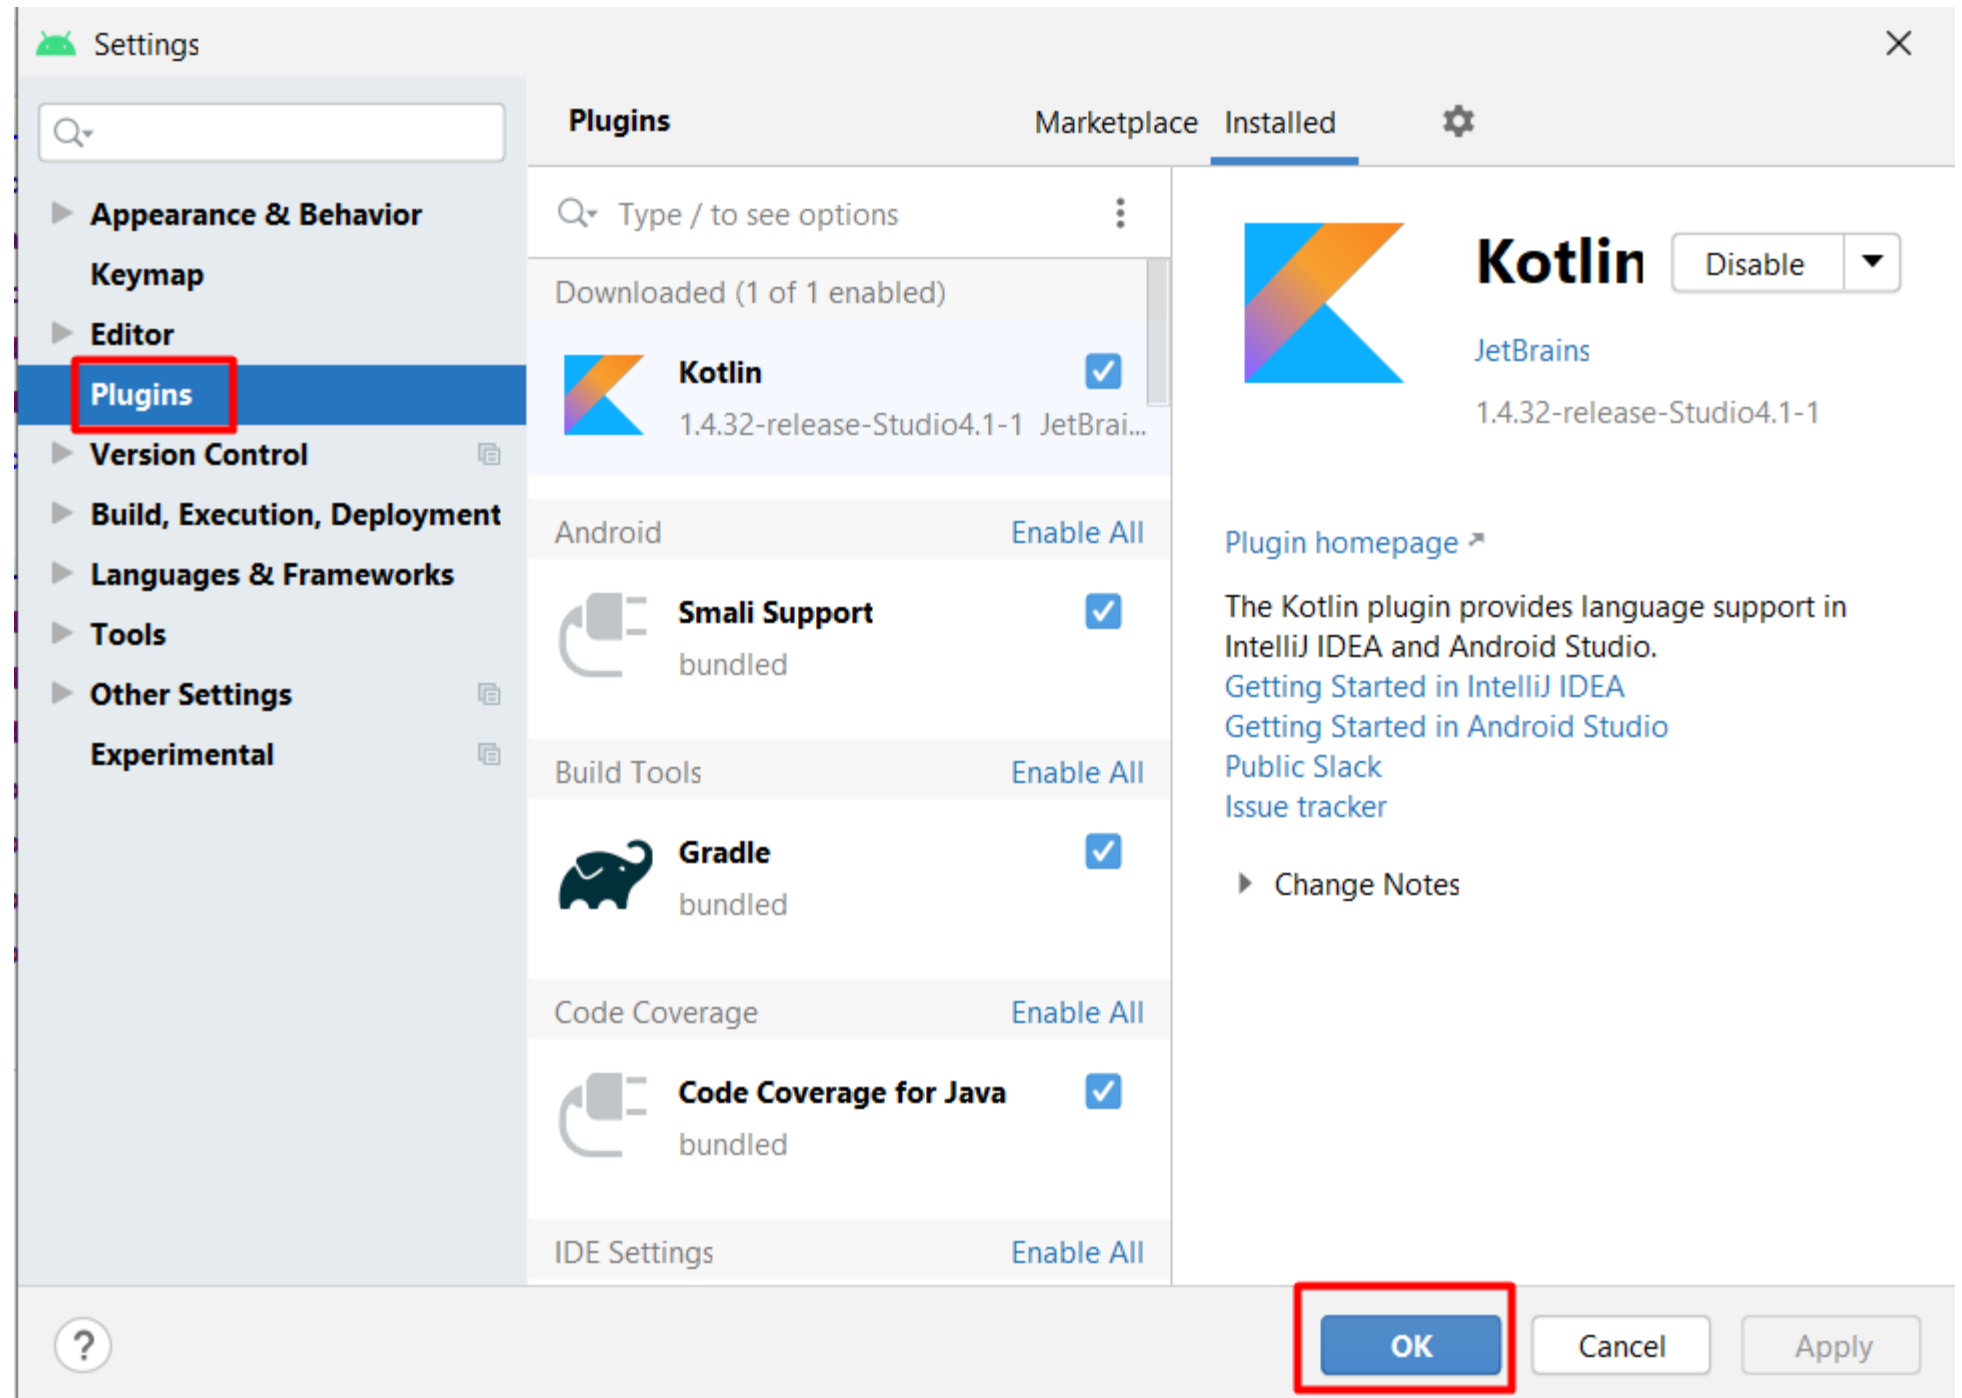 Settings
Plugins
Marketplace
Installed
Appearance & Behavior
Keymap
Editor
Plugins
Version Control
Build, Execution, Deployment
Languages & Frameworks
Tools
Other Settings
Experimental
Type / to see options
Downloaded (1 of 1 enabled)
Kotlin
1.4.32-release-Studio4.1-1 JetBrai...
Android Enable All
Smali Support
bundled
Build Tools Enable All
Gradle
bundled
Code Coverage Enable All
Code Coverage for Java
bundled
IDE Settings Enable All
Kotlin
Disable
JetBrains
1.4.32-release-Studio4.1-1
Plugin homepage
The Kotlin plugin provides language support in
IntelliJ IDEA and Android Studio.
Getting Started in IntelliJ IDEA
Getting Started in Android Studio
Public Slack
Issue tracker
Change Notes
?
OK
Cancel
Apply